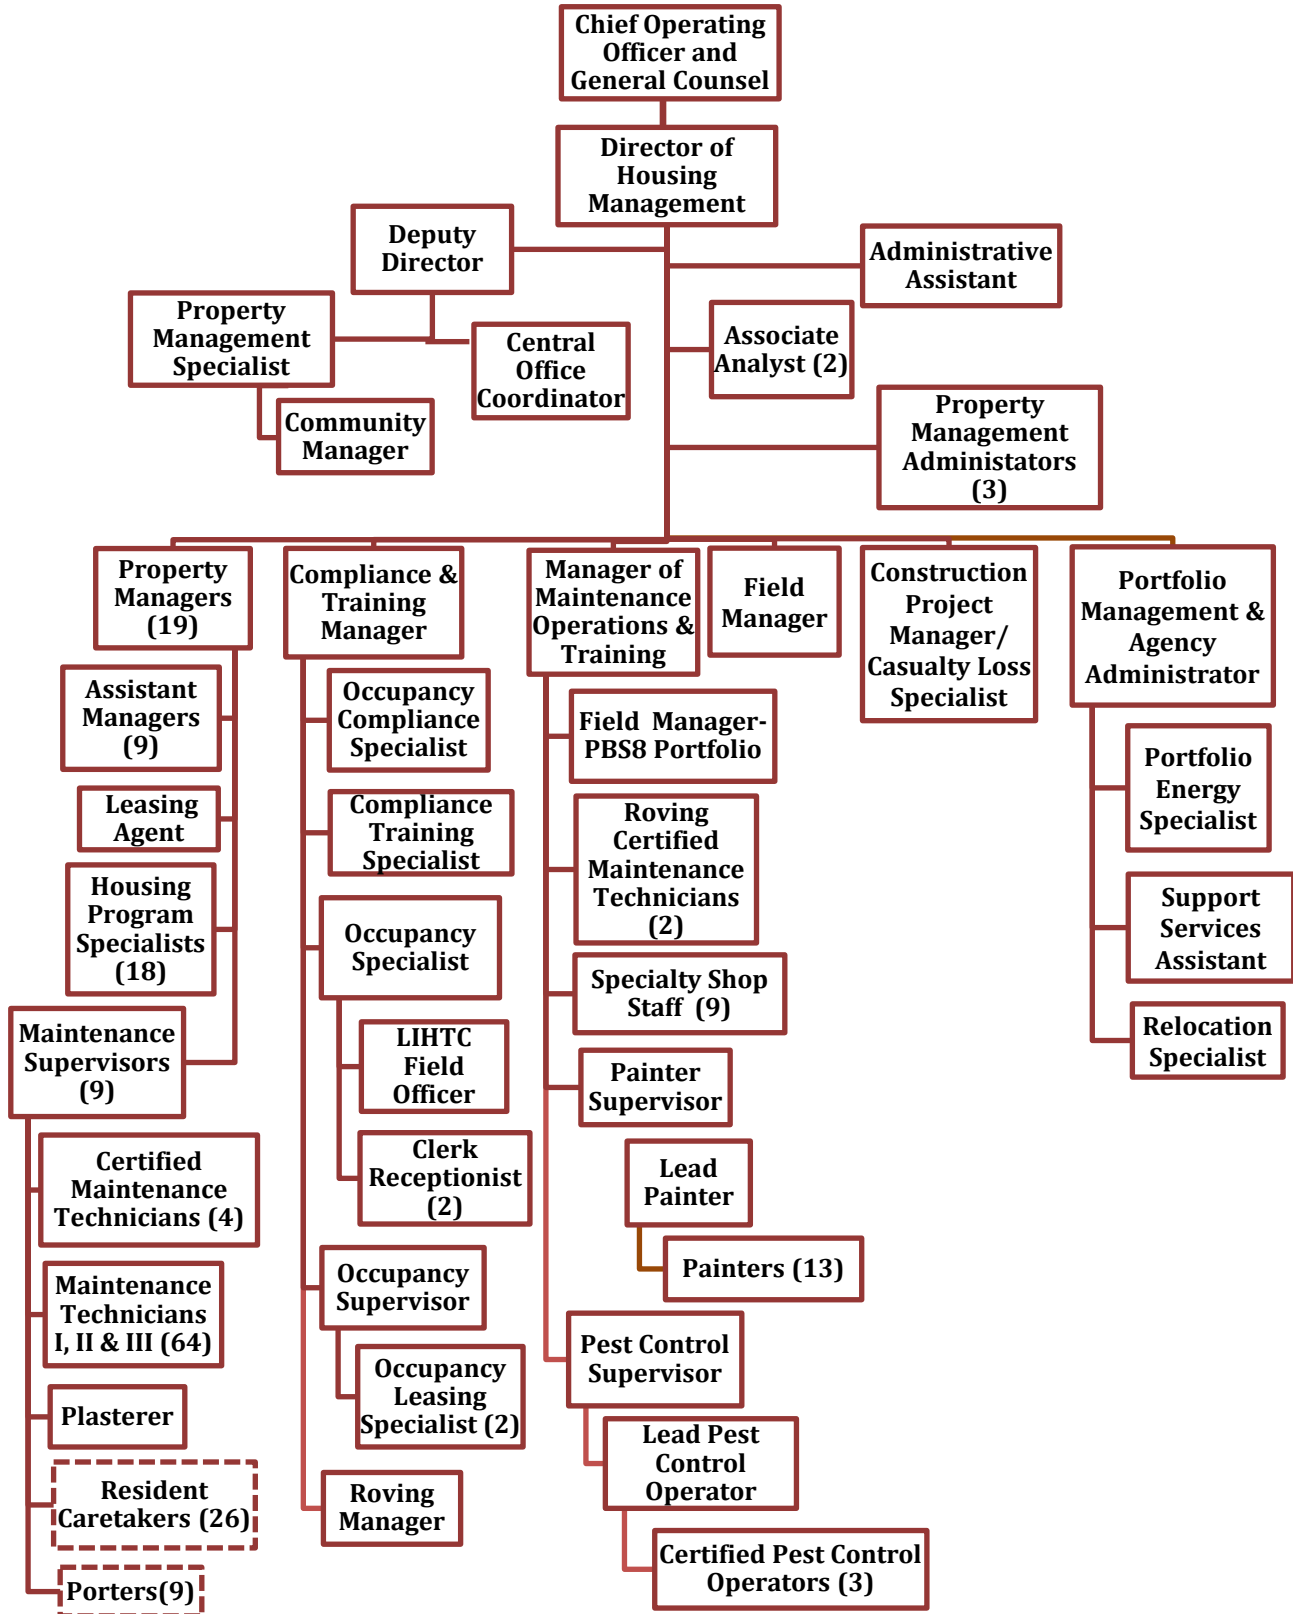 Chief Operating
Officer and
General Counsel
Director of
Housing
Management
Deputy
Director
Administrative
Assistant
Property
Management
Specialist
Central
Office
Coordinator
Associate
Analyst (2)
Community
Manager
Property
Management
Administators
(3)
Property
Managers
(19)
Compliance &
Training
Manager
Manager of
Maintenance
Operations &
Training
Field
Manager
Construction
Project
Manager/
Casualty Loss
Specialist
Portfolio
Management &
Agency
Administrator
Assistant
Managers
(9)
Leasing
Agent
Housing
Program
Specialists
(18)
Maintenance
Supervisors
(9)
Certified
Maintenance
Technicians (4)
Maintenance
Technicians
I, II & III (64)
Plasterer
Resident
Caretakers (26)
Porters(9)
Occupancy
Compliance
Specialist
Compliance
Training
Specialist
Occupancy
Specialist
LIHTC
Field
Officer
Clerk
Receptionist
(2)
Occupancy
Supervisor
Occupancy
Leasing
Specialist (2)
Roving
Manager
Field Manager-
PBS8 Portfolio
Roving
Certified
Maintenance
Technicians
(2)
Specialty Shop
Staff (9)
Painter
Supervisor
Lead
Painter
Painters (13)
Pest Control
Supervisor
Lead Pest
Control
Operator
Certified Pest Control
Operators (3)
Portfolio
Energy
Specialist
Support
Services
Assistant
Relocation
Specialist